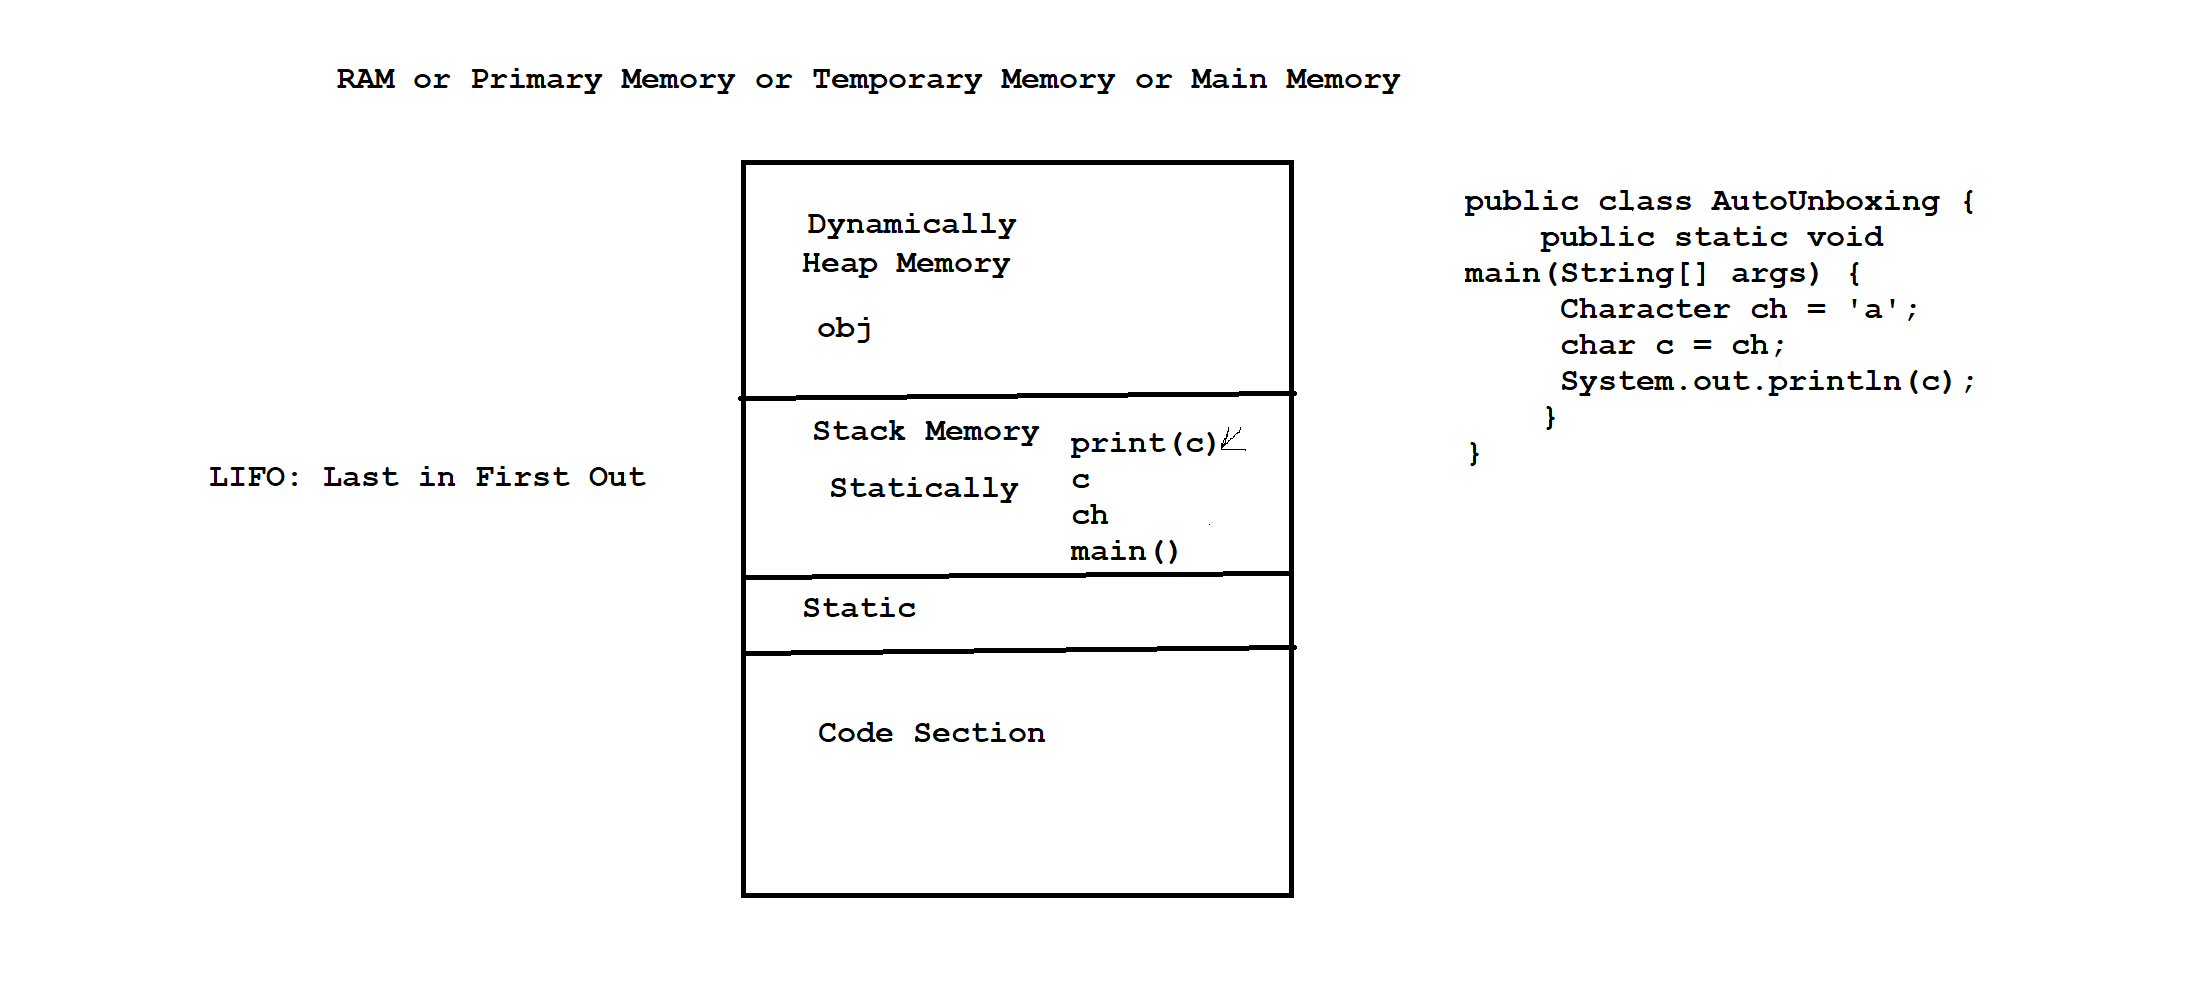 RAM or Primary Memory or Temporary Memory or Main Memory
Dynamically
Heap Memory
obj
Stack Memory
Statically
print(c)
c
ch
main()
Static
Code Section
LIFO: Last in First Out
public class AutoUnboxing {
public static void
main(String[] args) {
Character ch = 'a';
char c = ch;
System.out.println(c);
}
}